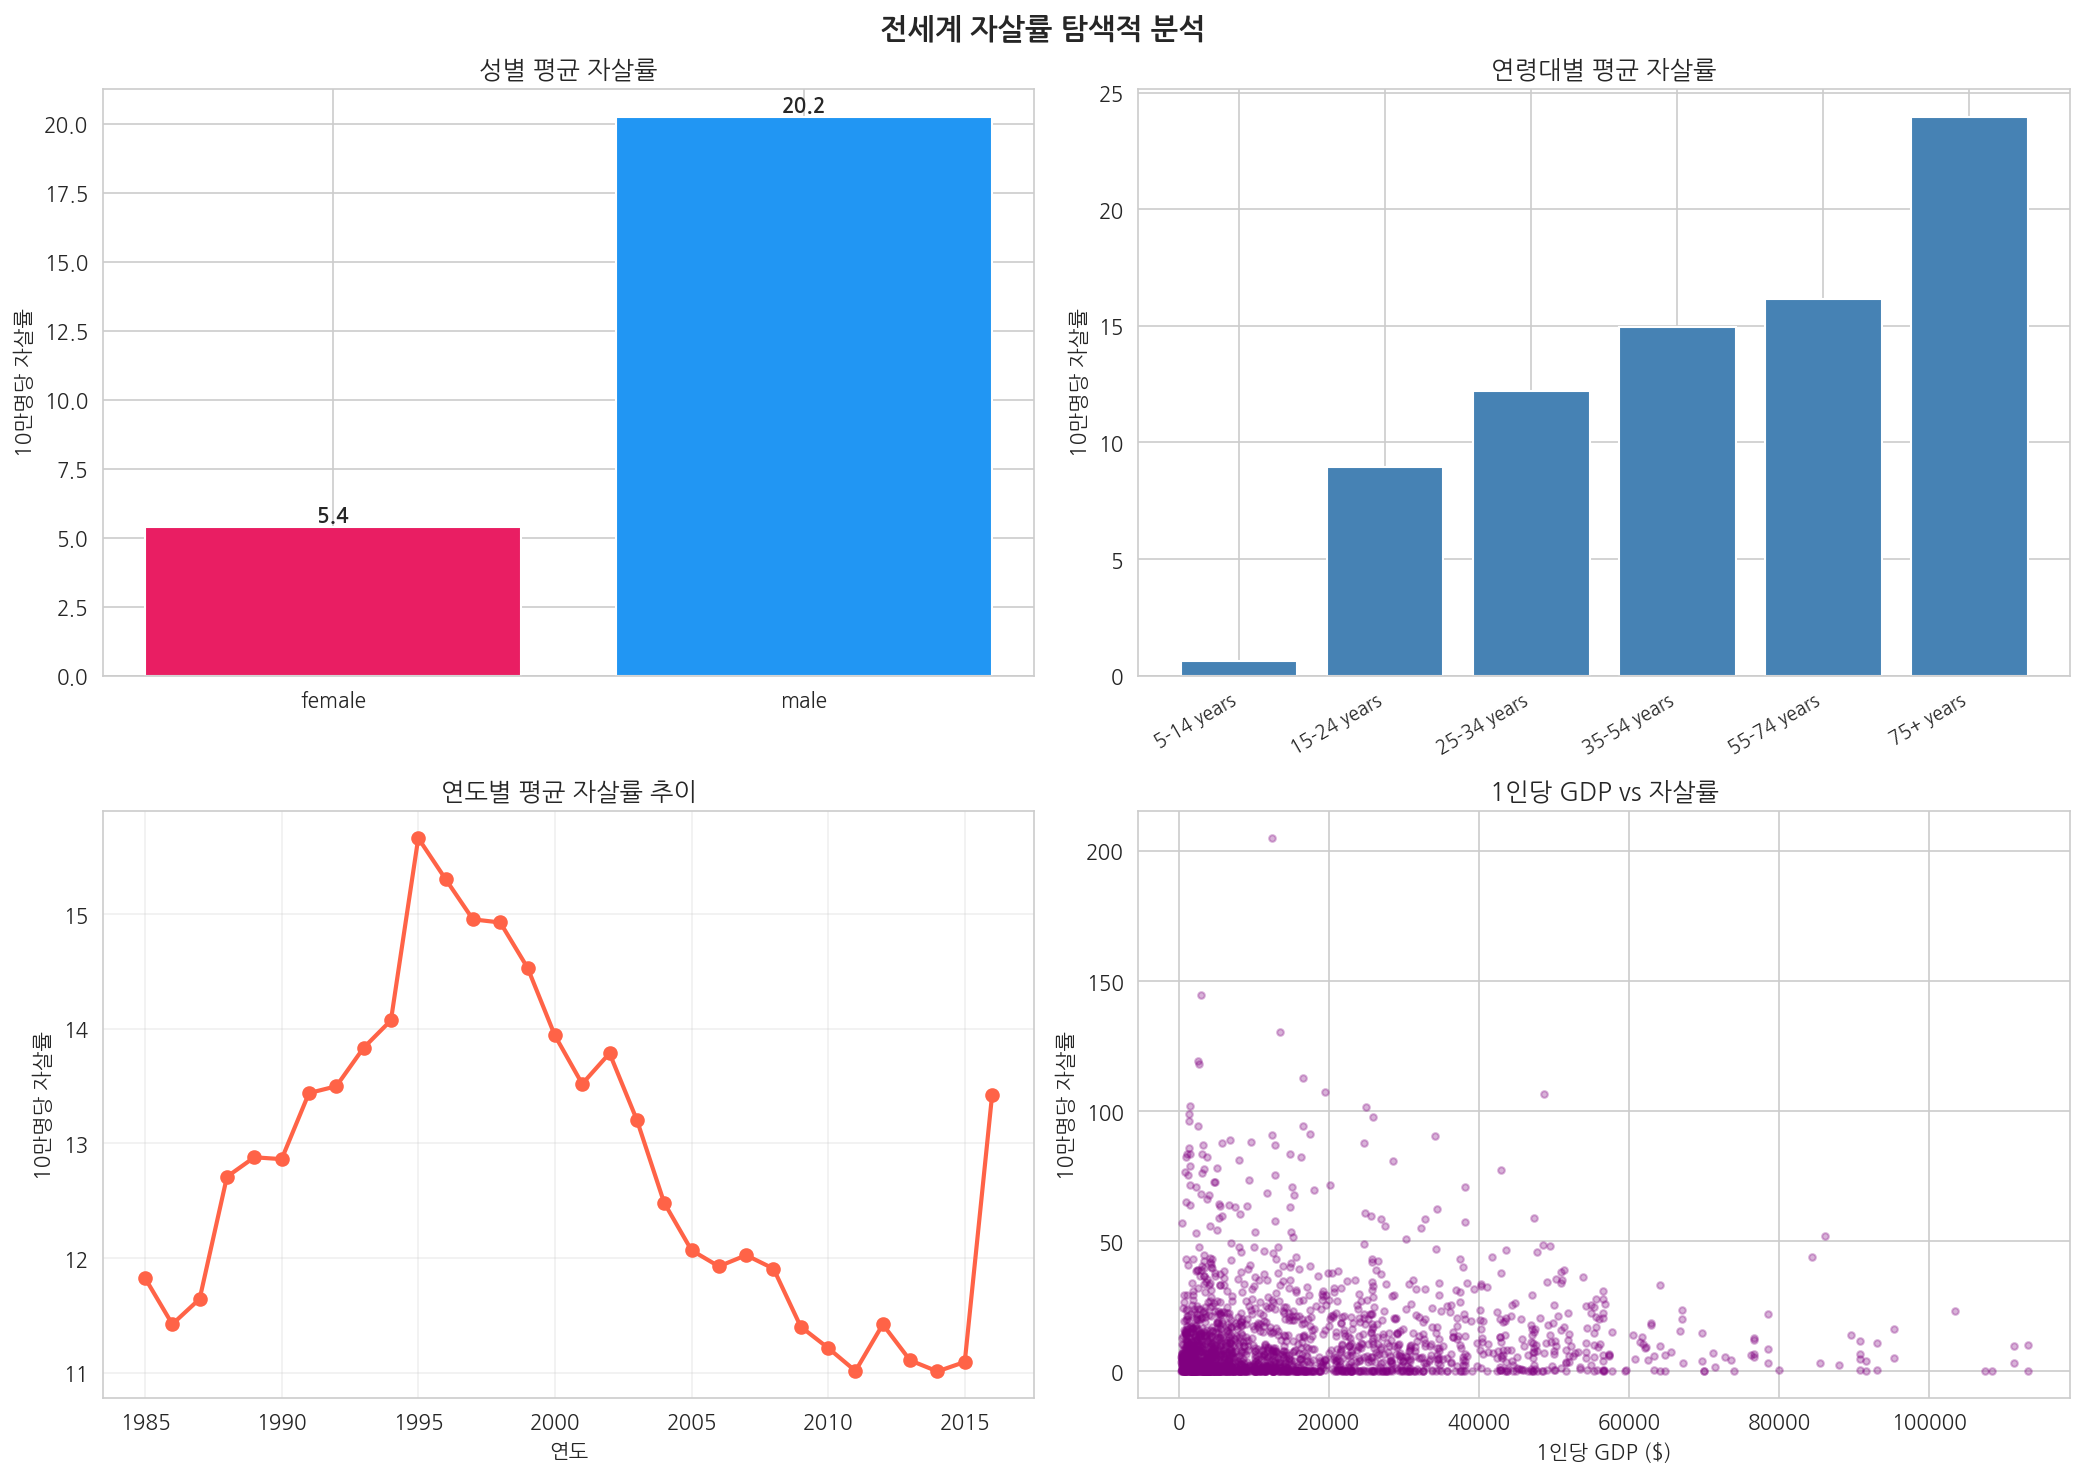 전세계 자살률 탐색적 분석
성별 평균 자살률
10만명당 자살률
20.0
17.5
15.0
12.5
10.0
7.5
5.0
2.5
0.0
5.4
20.2
female
male
연령대별 평균 자살률
10만명당 자살률
25
20
15
10
5
0
5-14 years
15-24 years
25-34 years
35-54 years
55-74 years
75+ years
연도별 평균 자살률 추이
10만명당 자살률
15
14
13
12
11
1985
1990
1995
2000
2005
2010
2015
연도
1인당 GDP vs 자살률
10만명당 자살률
200
150
100
50
0
0
20000
40000
60000
80000
100000
1인당 GDP ($)